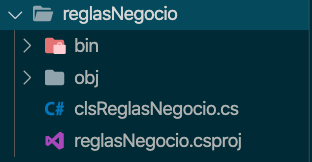 reglasNegocio
bin
obj
C# clsReglasNegocio.cs
reglasNegocio.csproj